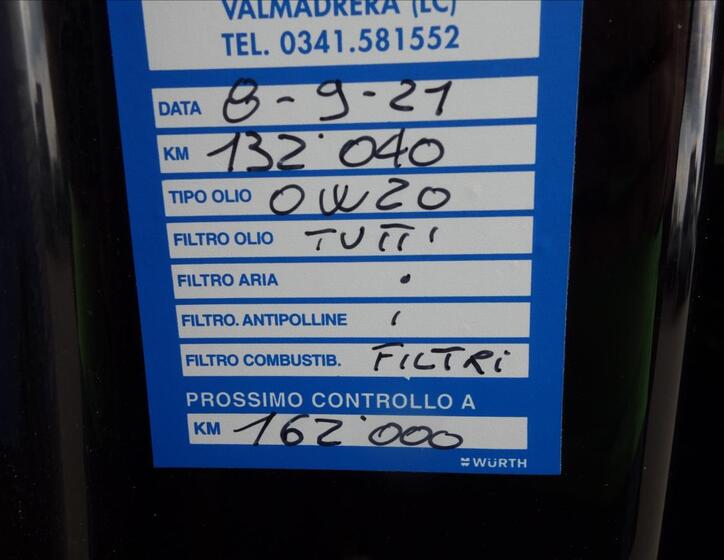 VALMADRERA (LC)
TEL. 0341.581552
DATA 8-9-21
KM 132'040
TIPO OLIO 0W20
FILTRO OLIO TUTTI
FILTRO ARIA
FILTRO. ANTIPOLLINE
FILTRO COMBUSTIB. FILTRI
PROSSIMO CONTROLLO A
KM 162'000
WÜRTH